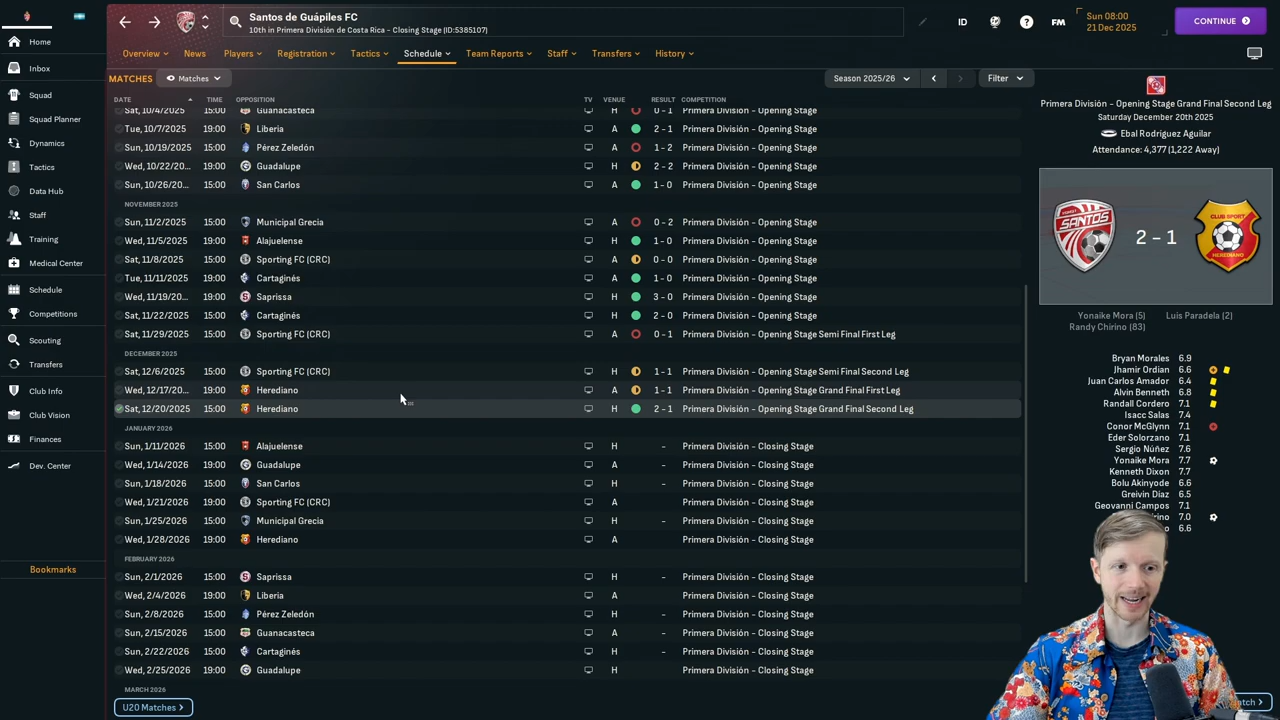 Santos de Guápiles FC
10th in Primera División de Costa Rica - Closing Stage (ID:5385107)
ID
FM
Sun 08:00
21 Dec 2025
CONTINUE
Home
Inbox
Squad
Squad Planner
Dynamics
Tactics
Data Hub
Staff
Training
Medical Center
Schedule
Competitions
Scouting
Transfers
Club Info
Club Vision
Finances
Dev. Center
Bookmarks
Overview News Players Registration Tactics Schedule Team Reports Staff Transfers History
MATCHES Matches Season 2025/26 Filter
DATE TIME OPPOSITION TV VENUE RESULT COMPETITION
Sat, 10/4/2025 15:00 Guanacasteca H 0 - 1 Primera División - Opening Stage
Tue, 10/7/2025 19:00 Liberia A 2 - 1 Primera División - Opening Stage
Sun, 10/19/2025 15:00 Pérez Zeledón A 1 - 2 Primera División - Opening Stage
Wed, 10/22/20... 19:00 Guadalupe H 2 - 2 Primera División - Opening Stage
Sun, 10/26/20... 15:00 San Carlos A 1 - 0 Primera División - Opening Stage
NOVEMBER 2025
Sun, 11/2/2025 15:00 Municipal Grecia A 0 - 2 Primera División - Opening Stage
Wed, 11/5/2025 19:00 Alajuelense H 1 - 0 Primera División - Opening Stage
Sat, 11/8/2025 15:00 Sporting FC (CRC) A 0 - 0 Primera División - Opening Stage
Tue, 11/11/2025 19:00 Cartaginés A 1 - 0 Primera División - Opening Stage
Wed, 11/19/20... 19:00 Saprissa H 3 - 0 Primera División - Opening Stage
Sat, 11/22/2025 15:00 Cartaginés H 2 - 0 Primera División - Opening Stage
Sat, 11/29/2025 15:00 Sporting FC (CRC) A 0 - 1 Primera División - Opening Stage Semi Final First Leg
DECEMBER 2025
Sat, 12/6/2025 15:00 Sporting FC (CRC) H 1 - 1 Primera División - Opening Stage Semi Final Second Leg
Wed, 12/17/20... 19:00 Herediano A 1 - 1 Primera División - Opening Stage Grand Final First Leg
Sat, 12/20/2025 15:00 Herediano H 2 - 1 Primera División - Opening Stage Grand Final Second Leg
JANUARY 2026
Sun, 1/11/2026 15:00 Alajuelense H - Primera División - Closing Stage
Wed, 1/14/2026 19:00 Guadalupe A - Primera División - Closing Stage
Sun, 1/18/2026 15:00 San Carlos H - Primera División - Closing Stage
Wed, 1/21/2026 19:00 Sporting FC (CRC) A Primera División - Closing Stage
Sun, 1/25/2026 15:00 Municipal Grecia H - Primera División - Closing Stage
Wed, 1/28/2026 19:00 Herediano A Primera División - Closing Stage
FEBRUARY 2026
Sun, 2/1/2026 15:00 Saprissa H - Primera División - Closing Stage
Wed, 2/4/2026 19:00 Liberia A - Primera División - Closing Stage
Sun, 2/8/2026 15:00 Pérez Zeledón H - Primera División - Closing Stage
Sun, 2/15/2026 15:00 Guanacasteca A - Primera División - Closing Stage
Sun, 2/22/2026 15:00 Cartaginés H - Primera División - Closing Stage
Wed, 2/25/2026 19:00 Guadalupe H Primera División - Closing Stage
MARCH 2026
U20 Matches
Primera División - Opening Stage Grand Final Second Leg
Saturday December 20th 2025
Ebal Rodríguez Aguilar
Attendance: 4,377 (1,222 Away)
SANTOS
CLUB SPORT
HEREDIANO
2 - 1
Yonaike Mora (5) Luis Paradela (2)
Randy Chirino (83)
Bryan Morales 6.9
Jhamir Ordian 6.6
Juan Carlos Amador 6.4
Alvin Benneth 6.8
Randall Cordero 7.1
Isacc Salas 7.4
Conor McGlynn 7.1
Eder Solorzano 7.1
Sergio Núñez 7.6
Yonaike Mora 7.7
Kenneth Dixon 7.7
Bolu Akinyode 6.6
Greivin Díaz 6.5
Geovanni Campos 7.1
7.0
6.6